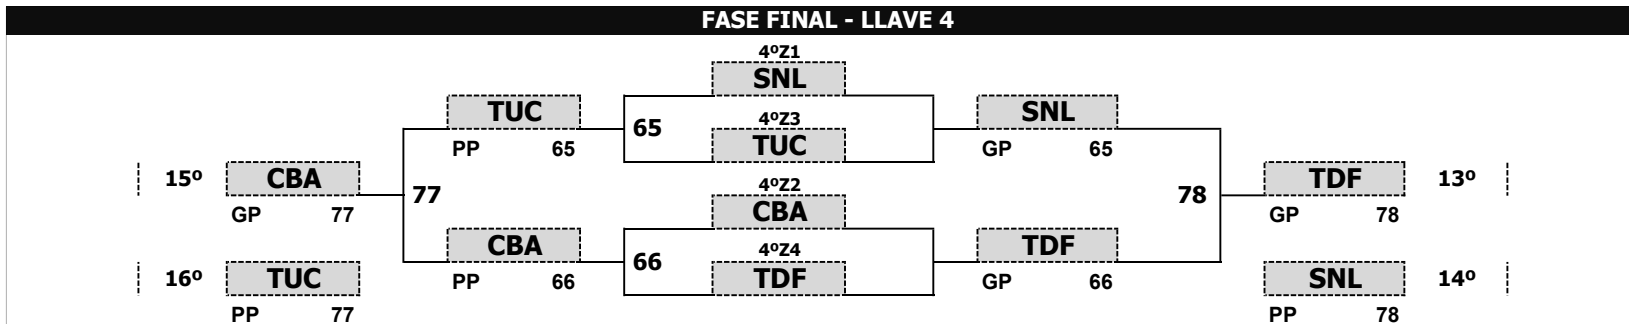 FASE FINAL - LLAVE 4
4ºZ1
SNL
TUC 65 4ºZ3 SNL
PP 65 TUC GP 65
15º CBA 77 4ºZ2 78 TDF 13º
GP 77 CBA GP 78
CBA 66 4ºZ4 TDF
16º TUC PP 66 TDF GP 66 SNL 14º
PP 77 PP 78